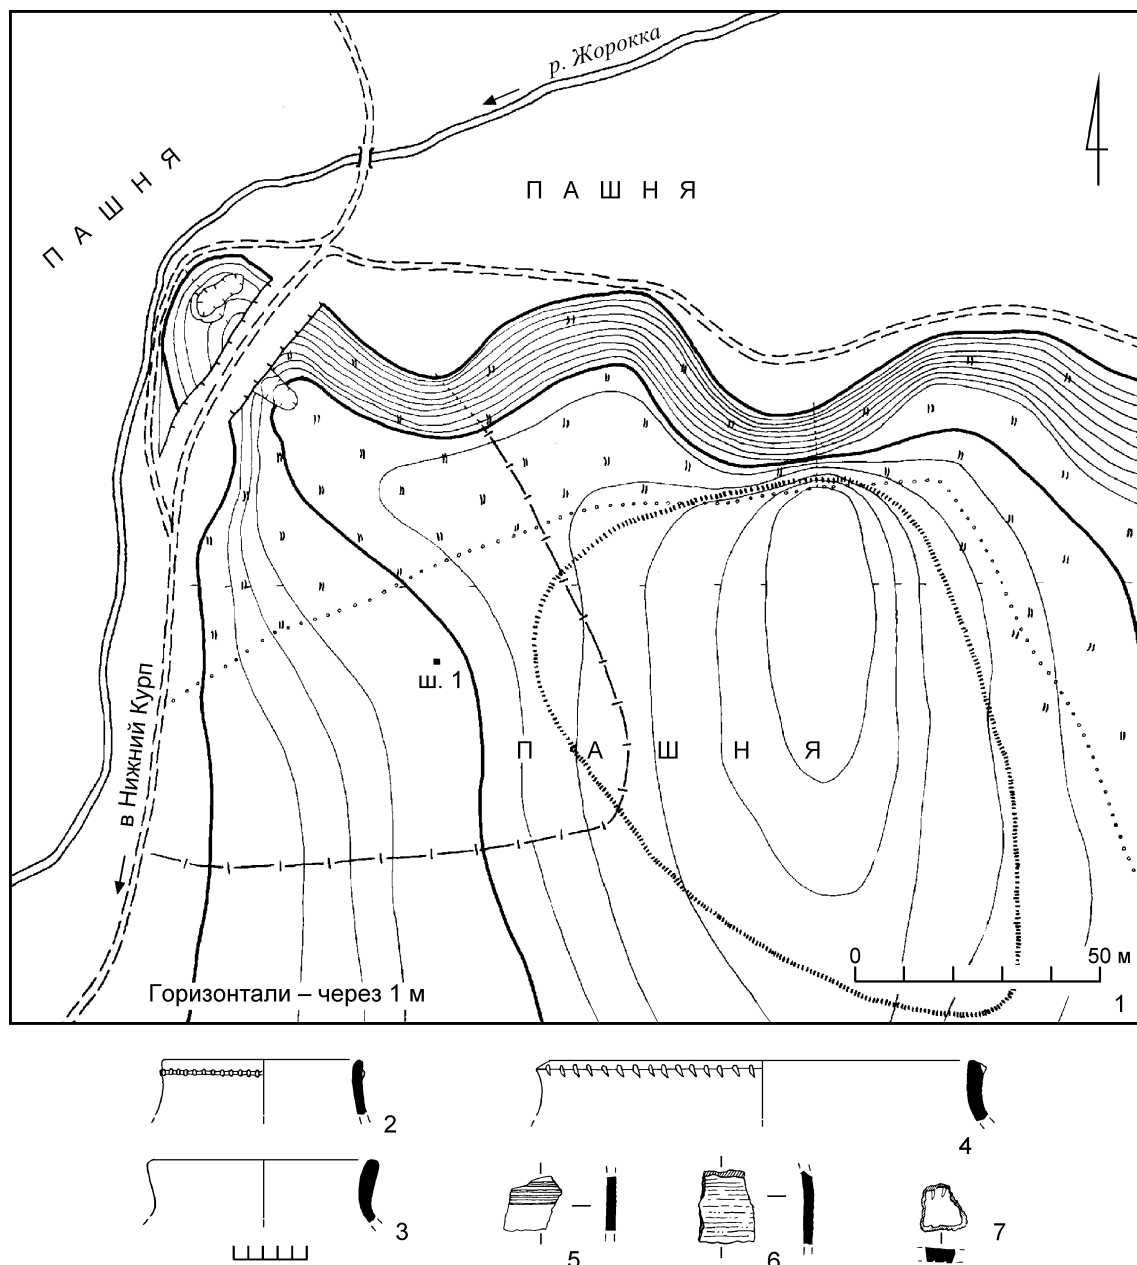 р. Жорокка
ПАШНЯ
ПАШНЯ
ш. 1
в Нижний Курп
ПАШНЯ
0 50 м
Горизонтали – через 1 м
1
2
4
3
5
6
7